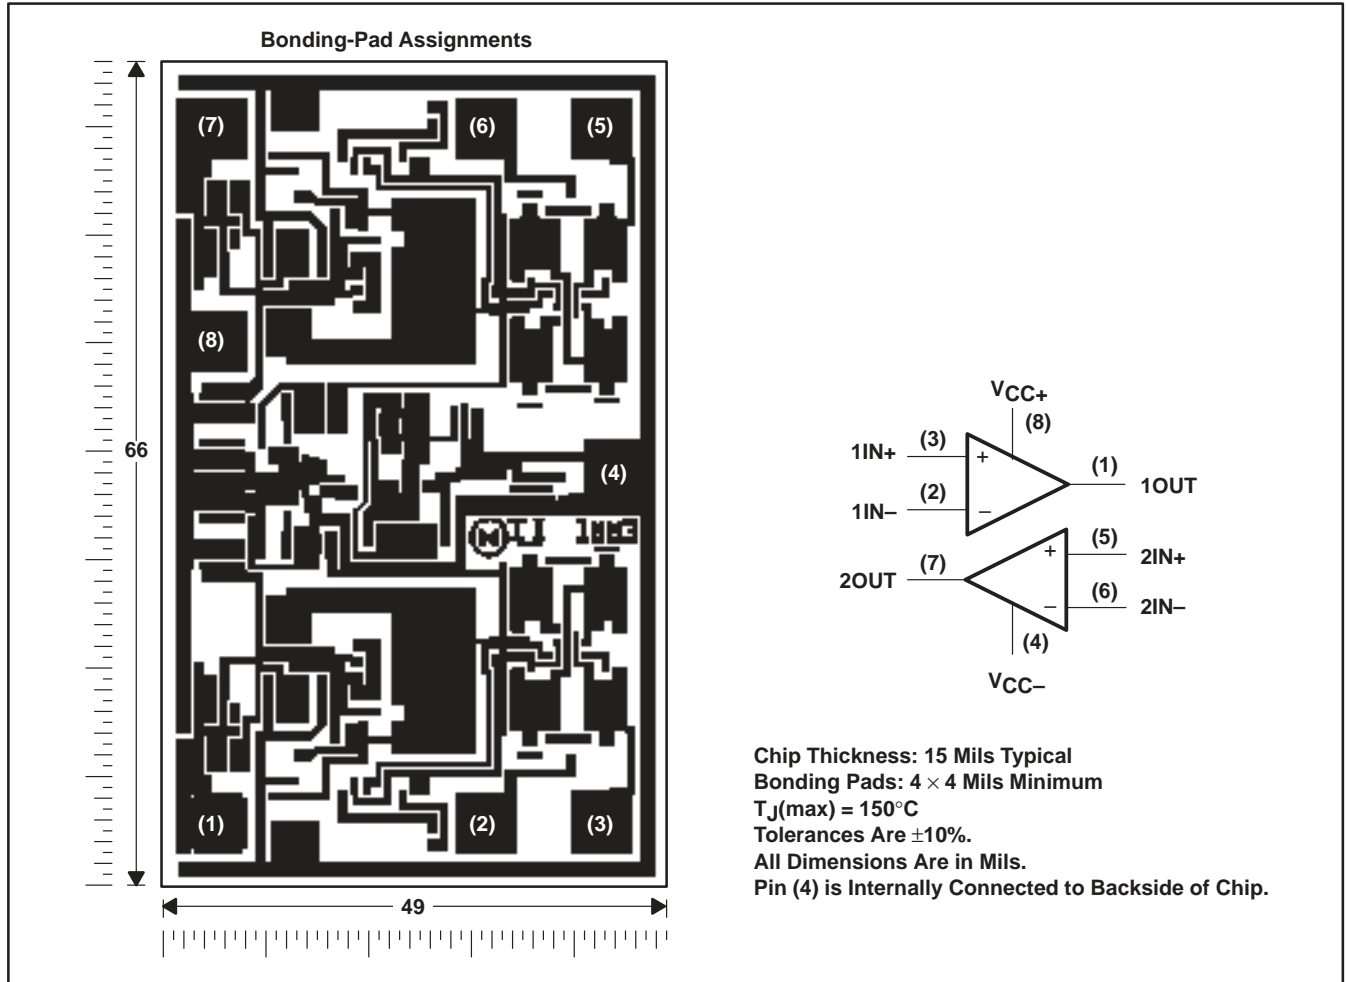 Bonding-Pad Assignments
(7)
(6)
(5)
(8)
66
(4)
(1)
(2)
(3)
49
VCC+
(8)
1IN+
(3)
+
(1)
1OUT
1IN–
(2)
–
(5)
+
2IN+
2OUT
(7)
(6)
–
2IN–
(4)
VCC–
Chip Thickness: 15 Mils Typical
Bonding Pads: 4 × 4 Mils Minimum
TJ(max) = 150°C
Tolerances Are ±10%.
All Dimensions Are in Mils.
Pin (4) is Internally Connected to Backside of Chip.